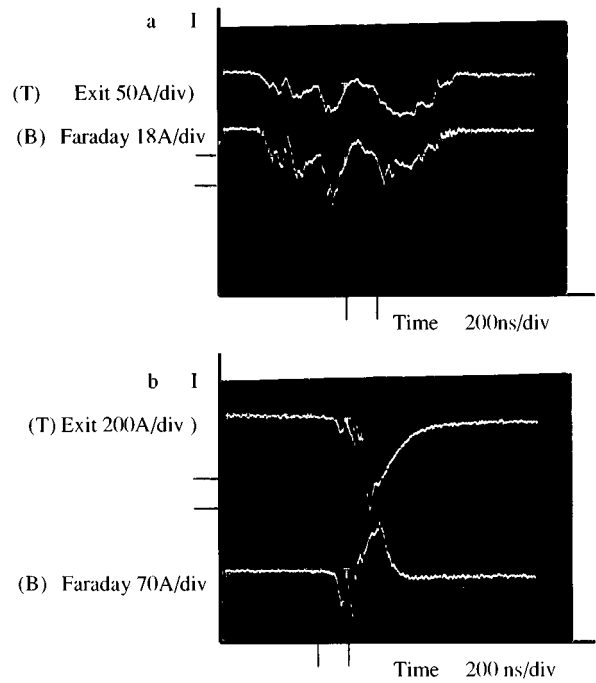 a I
(T) Exit 50A/div)
(B) Faraday 18A/div
Time 200ns/div
b I
(T) Exit 200A/div )
(B) Faraday 70A/div
Time 200 ns/div